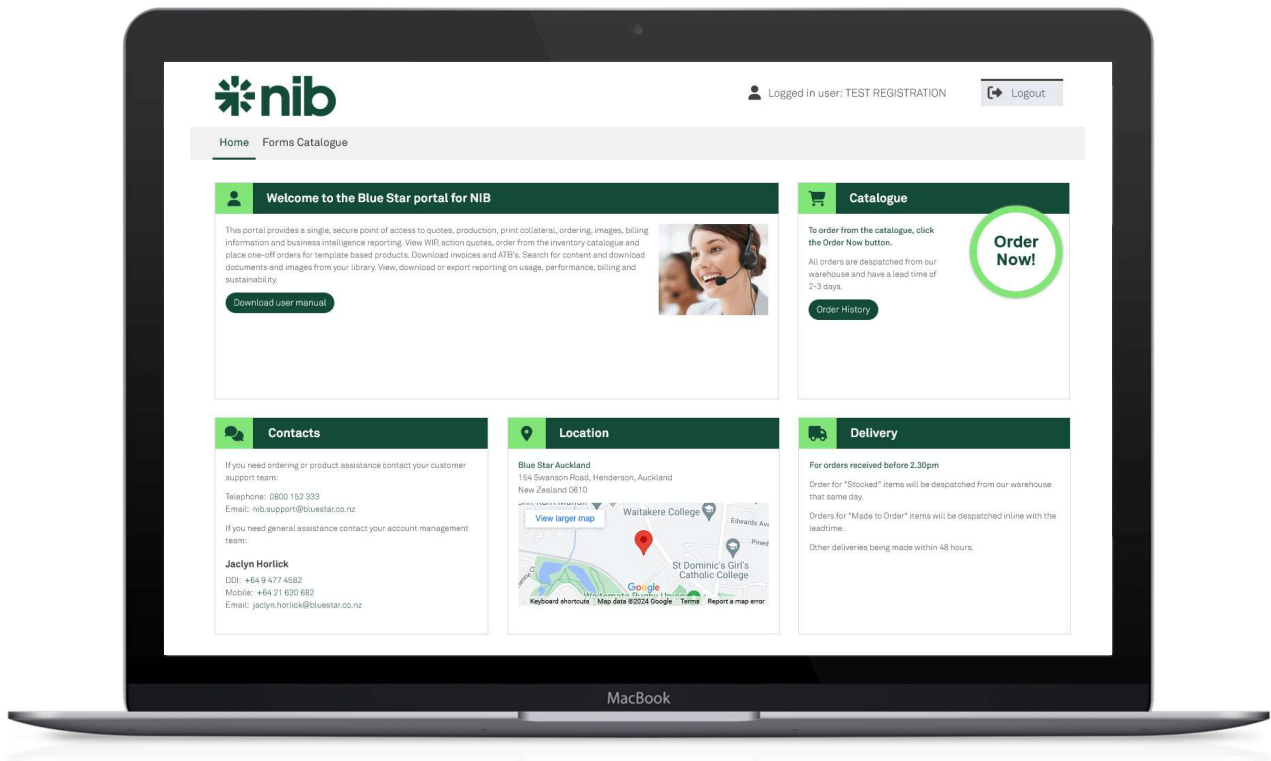 nib
Logged in user: TEST REGISTRATION
Logout
Home Forms Catalogue
Welcome to the Blue Star portal for NIB
This portal provides a single, secure point of access to quotes, production, print collateral, ordering, images, billing
information and business intelligence reporting. View WIP, action quotes, order from the inventory catalogue and
place one-off orders for template based products. Download invoices and ATB's. Search for content and download
documents and images from your library. View, download or export reporting on usage, performance, billing and
sustainability.
Download user manual
Catalogue
To order from the catalogue, click
the Order Now button.
All orders are despatched from our
warehouse and have a lead time of
2-3 days.
Order History
Order
Now!
Contacts
If you need ordering or product assistance contact your customer
support team:
Telephone: 0800 152 333
Email: nib.support@bluestar.co.nz
If you need general assistance contact your account management
team:
Jaclyn Horlick
DDI: +64 9 477 4582
Mobile: +64 21 630 682
Email: jaclyn.horlick@bluestar.co.nz
Location
Blue Star Auckland
154 Swanson Road, Henderson, Auckland
New Zealand 0610
View larger map
Waitakere College
Edwards Av
Pined
St Dominic's Girl's
Catholic College
Google
Waitemata Rugby Union
Keyboard shortcuts Map data ©2024 Google Terms Report a map error
Delivery
For orders received before 2.30pm
Order for "Stocked" items will be despatched from our warehouse
that same day.
Orders for "Made to Order" items will be despatched inline with the
leadtime.
Other deliveries being made within 48 hours.
MacBook